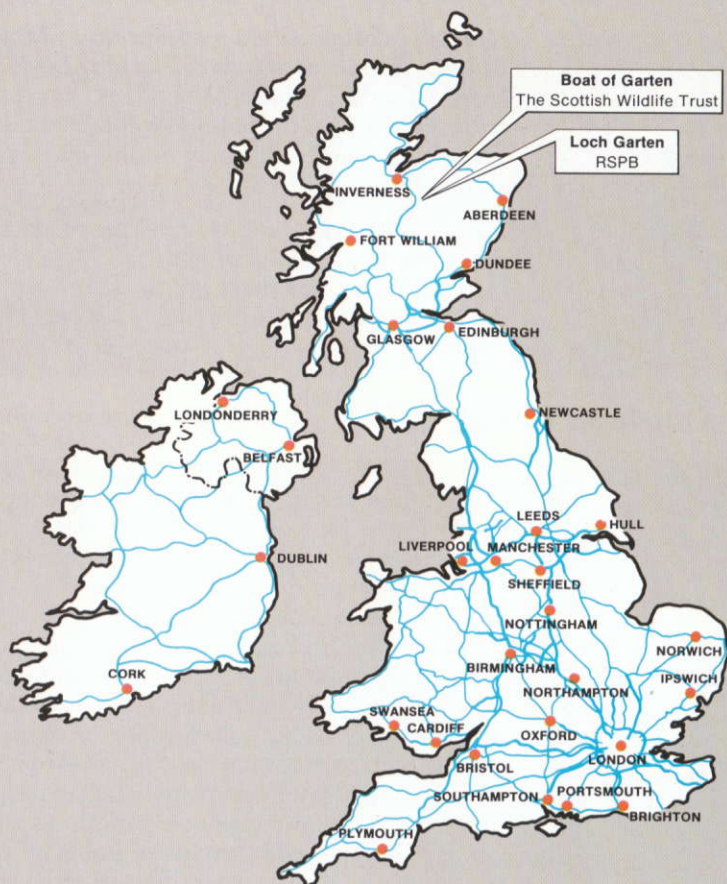 Boat of Garten
The Scottish Wildlife Trust
Loch Garten
RSPB
INVERNESS
ABERDEEN
FORT WILLIAM
DUNDEE
GLASGOW
EDINBURGH
LONDONDERRY
NEWCASTLE
BELFAST
LEEDS
HULL
DUBLIN
LIVERPOOL
MANCHESTER
SHEFFIELD
NOTTINGHAM
NORWICH
CORK
BIRMINGHAM
IPSWICH
NORTHAMPTON
SWANSEA
CARDIFF
OXFORD
LONDON
BRISTOL
SOUTHAMPTON
PORTSMOUTH
BRIGHTON
PLYMOUTH